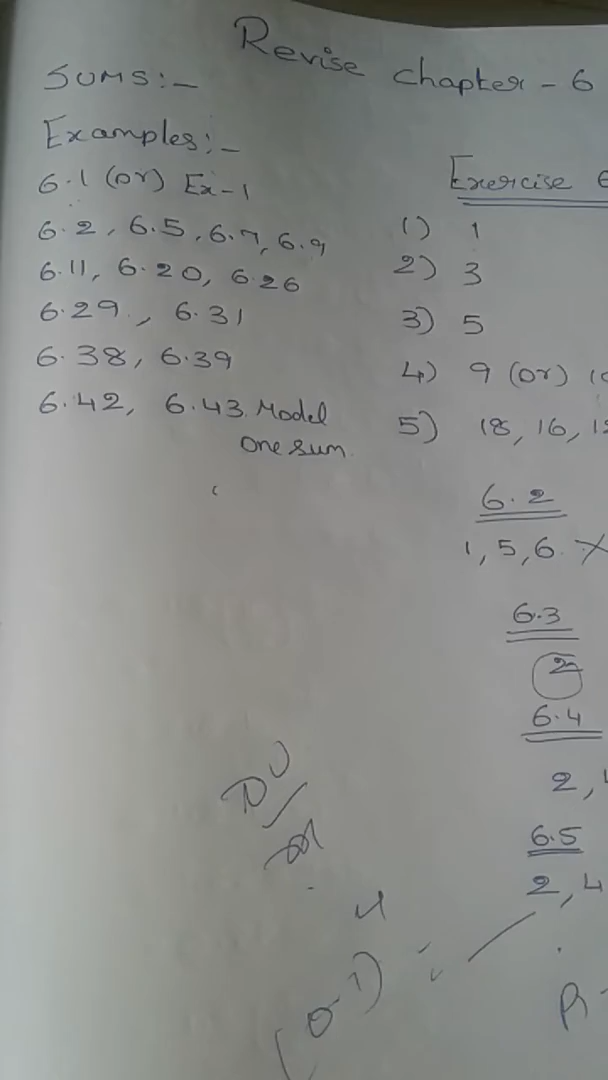 Revise Chapter - 6
SUMS:-
Examples:-
6.1 (or) Ex-1
6.2, 6.5, 6.7, 6.9
6.11, 6.20, 6.26
6.29, 6.31
6.38, 6.39
6.42, 6.43 Model
One sum.
Exercise
1) 1
2) 3
3) 5
4) 9 (or)
5) 18, 16,
6.2
1, 5, 6.
6.3
2
6.4
2,
6.5
2, 4